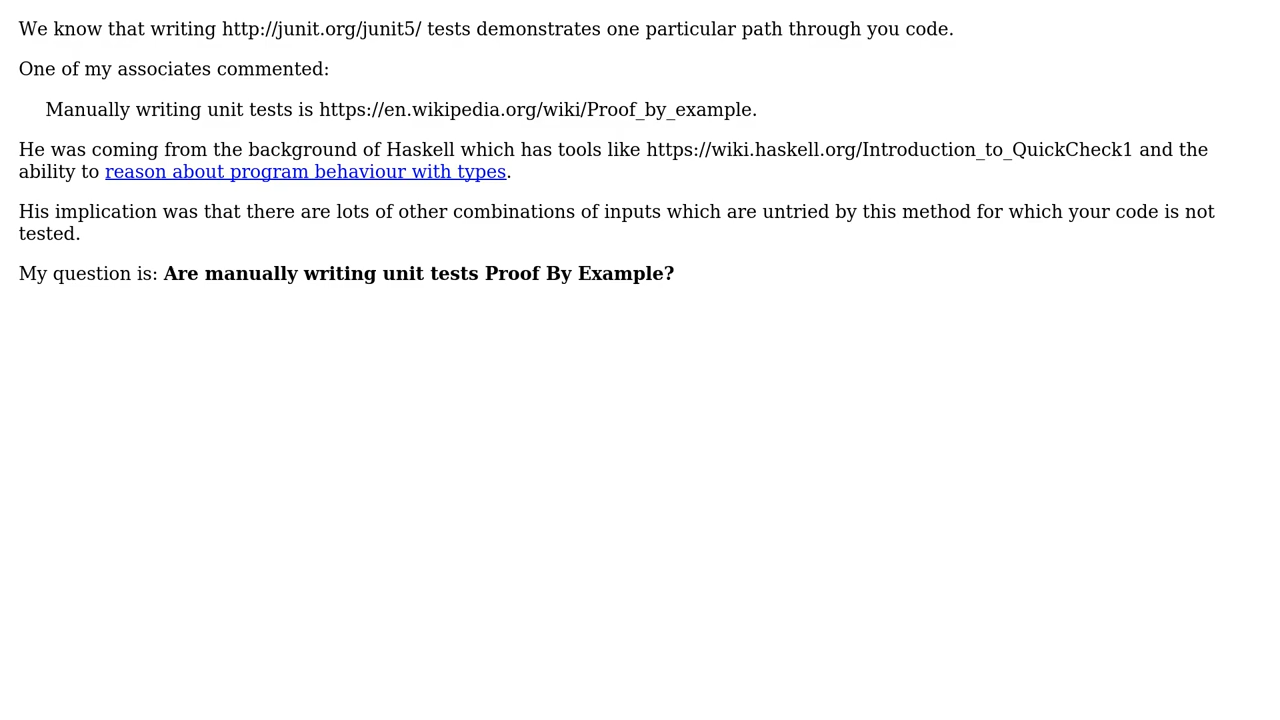 We know that writing http://junit.org/junit5/ tests demonstrates one particular path through you code.
One of my associates commented:
Manually writing unit tests is https://en.wikipedia.org/wiki/Proof_by_example.
He was coming from the background of Haskell which has tools like https://wiki.haskell.org/Introduction_to_QuickCheck1 and the
ability to reason about program behaviour with types.
His implication was that there are lots of other combinations of inputs which are untried by this method for which your code is not
tested.
My question is: Are manually writing unit tests Proof By Example?